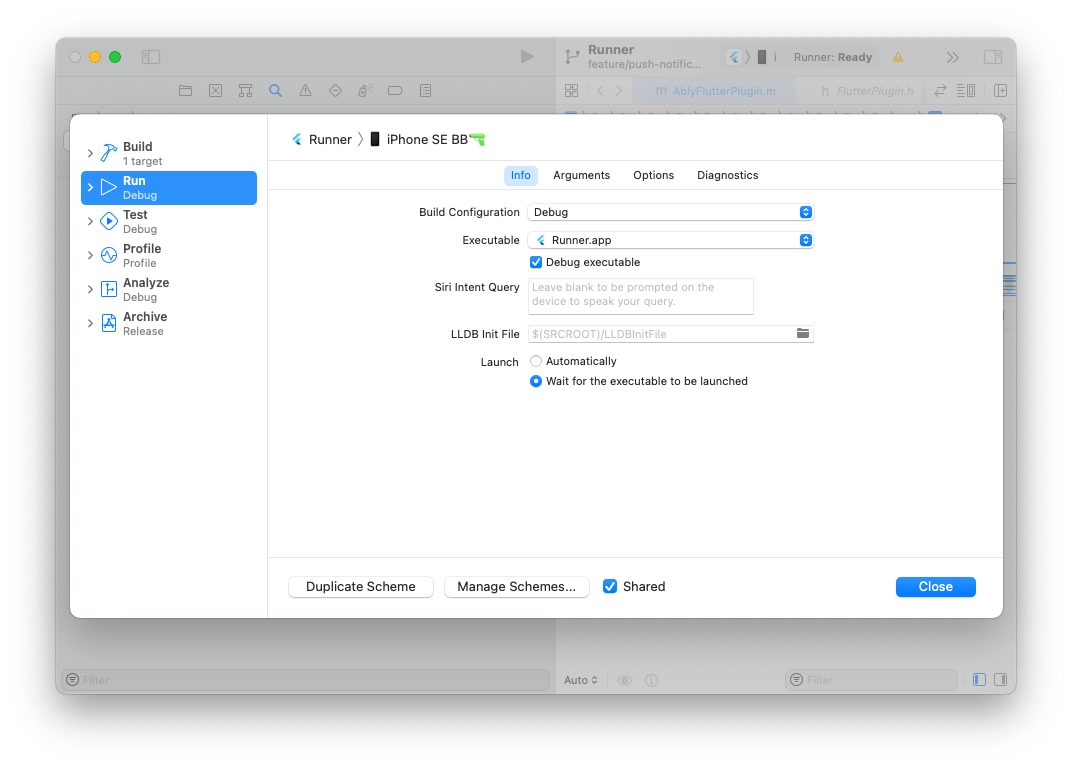 Runner
feature/push-notific...
i
Runner: Ready
AblyFlutterPlugin.m
FlutterPlugin.h
Runner
iPhone SE BB🔫
Build
1 target
Run
Debug
Test
Debug
Profile
Profile
Analyze
Debug
Archive
Release
Info
Arguments
Options
Diagnostics
Build Configuration
Debug
Executable
Runner.app
Debug executable
Siri Intent Query
Leave blank to be prompted on the
device to speak your query.
LLDB Init File
$(SRCROOT)/LLDBInitFile
Launch
Automatically
Wait for the executable to be launched
Duplicate Scheme
Manage Schemes...
Shared
Close
Filter
Auto
Filter